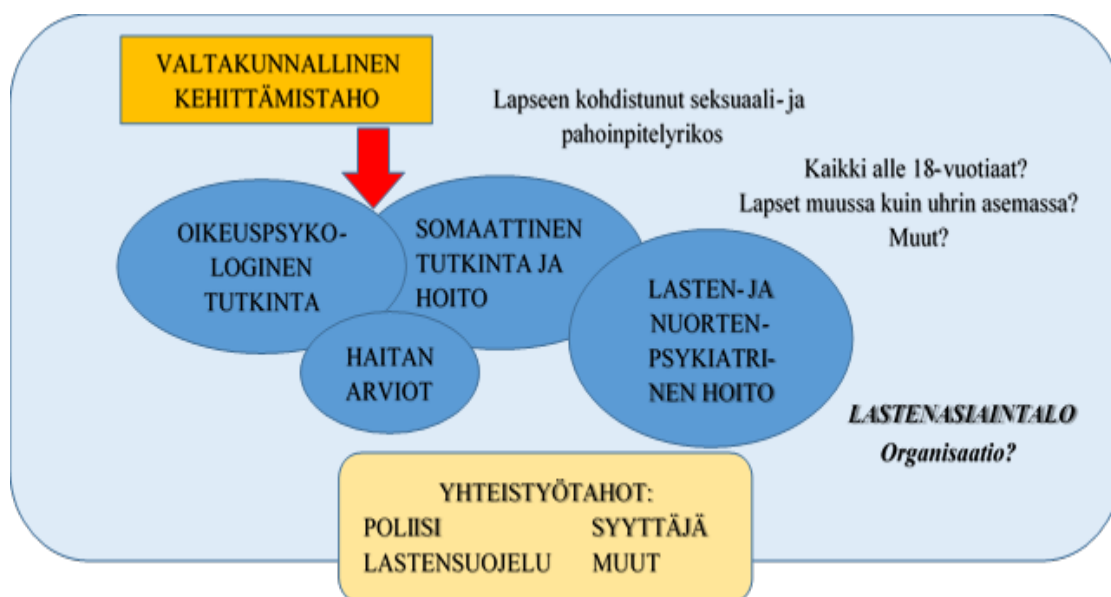 VALTAKUNNALLINEN
KEHITTÄMISTAHO
Lapseen kohdistunut seksuaali- ja
pahoinpitelyrikos
Kaikki alle 18-vuotiaat?
Lapset muussa kuin uhrin asemassa?
Muut?
OIKEUSPSYKO-
LOGINEN
TUTKINTA
SOMAATTINEN
TUTKINTA JA
HOITO
HAITAN
ARVIOT
LASTEN- JA
NUORTEN-
PSYKIATRI-
NEN HOITO
LASTENASIAINTALO
Organisaatio?
YHTEISTYÖTAHOT:
POLIISI SYYTTÄJÄ
LASTENSUOJELU MUUT